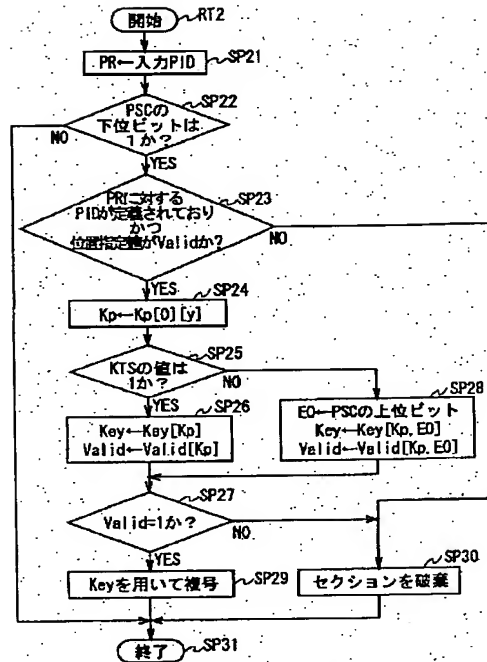 開始
RT2
PR←入力PID
SP21
PSCの
下位ビットは
1か?
SP22
NO
YES
PRに対する
PIDが定義されており
かつ
位置指定値がValidか?
SP23
NO
YES
Kp←Kp[0][y]
SP24
KTSの値は
1か?
SP25
NO
YES
Key←Key[Kp]
Valid←Valid[Kp]
SP26
EO←PSCの上位ビット
Key←Key[Kp.EO]
Valid←Valid[Kp.EO]
SP28
Valid=1か?
SP27
NO
YES
Keyを用いて復号
SP29
セクションを破棄
SP30
終了
SP31